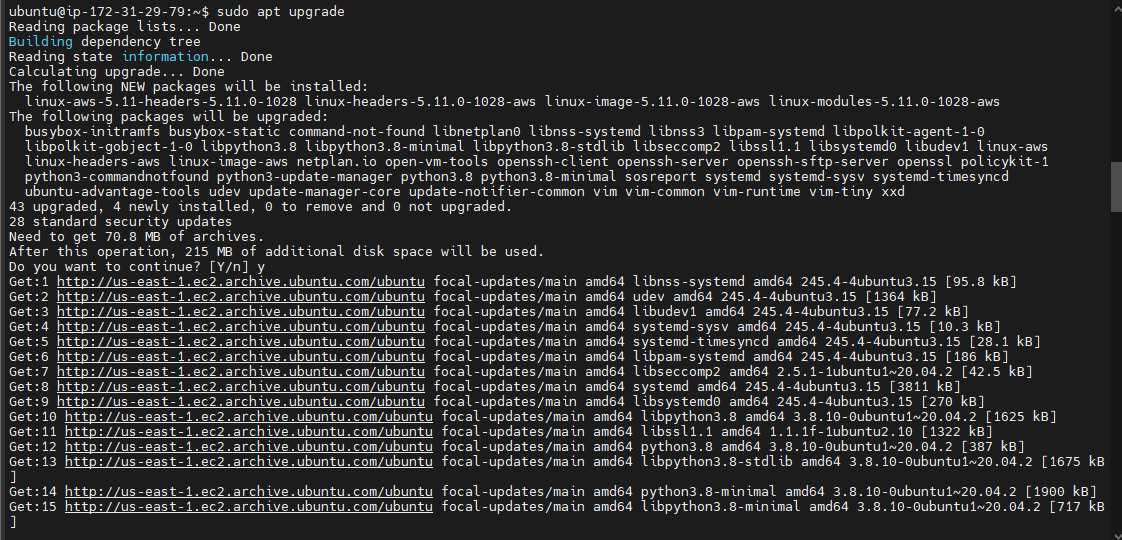 ubuntu@ip-172-31-29-79:~$ sudo apt upgrade
Reading package lists... Done
Building dependency tree
Reading state information... Done
Calculating upgrade... Done
The following NEW packages will be installed:
  linux-aws-5.11-headers-5.11.0-1028 linux-headers-5.11.0-1028-aws linux-image-5.11.0-1028-aws linux-modules-5.11.0-1028-aws
The following packages will be upgraded:
  busybox-initramfs busybox-static command-not-found libnetplan0 libnss-systemd libnss3 libpam-systemd libpolkit-agent-1-0
  libpolkit-gobject-1-0 libpython3.8 libpython3.8-minimal libpython3.8-stdlib libseccomp2 libssl1.1 libsystemd0 libudev1 linux-aws
  linux-headers-aws linux-image-aws netplan.io open-vm-tools openssh-client openssh-server openssh-sftp-server openssl policykit-1
  python3-commandnotfound python3-update-manager python3.8 python3.8-minimal sosreport systemd systemd-sysv systemd-timesyncd
  ubuntu-advantage-tools udev update-manager-core update-notifier-common vim vim-common vim-runtime vim-tiny xxd
43 upgraded, 4 newly installed, 0 to remove and 0 not upgraded.
28 standard security updates
Need to get 70.8 MB of archives.
After this operation, 215 MB of additional disk space will be used.
Do you want to continue? [Y/n] y
Get:1 http://us-east-1.ec2.archive.ubuntu.com/ubuntu focal-updates/main amd64 libnss-systemd amd64 245.4-4ubuntu3.15 [95.8 kB]
Get:2 http://us-east-1.ec2.archive.ubuntu.com/ubuntu focal-updates/main amd64 udev amd64 245.4-4ubuntu3.15 [1364 kB]
Get:3 http://us-east-1.ec2.archive.ubuntu.com/ubuntu focal-updates/main amd64 libudev1 amd64 245.4-4ubuntu3.15 [77.2 kB]
Get:4 http://us-east-1.ec2.archive.ubuntu.com/ubuntu focal-updates/main amd64 systemd-sysv amd64 245.4-4ubuntu3.15 [10.3 kB]
Get:5 http://us-east-1.ec2.archive.ubuntu.com/ubuntu focal-updates/main amd64 systemd-timesyncd amd64 245.4-4ubuntu3.15 [28.1 kB]
Get:6 http://us-east-1.ec2.archive.ubuntu.com/ubuntu focal-updates/main amd64 libpam-systemd amd64 245.4-4ubuntu3.15 [186 kB]
Get:7 http://us-east-1.ec2.archive.ubuntu.com/ubuntu focal-updates/main amd64 libseccomp2 amd64 2.5.1-1ubuntu1~20.04.2 [42.5 kB]
Get:8 http://us-east-1.ec2.archive.ubuntu.com/ubuntu focal-updates/main amd64 systemd amd64 245.4-4ubuntu3.15 [3811 kB]
Get:9 http://us-east-1.ec2.archive.ubuntu.com/ubuntu focal-updates/main amd64 libsystemd0 amd64 245.4-4ubuntu3.15 [270 kB]
Get:10 http://us-east-1.ec2.archive.ubuntu.com/ubuntu focal-updates/main amd64 libpython3.8 amd64 3.8.10-0ubuntu1~20.04.2 [1625 kB]
Get:11 http://us-east-1.ec2.archive.ubuntu.com/ubuntu focal-updates/main amd64 libssl1.1 amd64 1.1.1f-1ubuntu2.10 [1322 kB]
Get:12 http://us-east-1.ec2.archive.ubuntu.com/ubuntu focal-updates/main amd64 python3.8 amd64 3.8.10-0ubuntu1~20.04.2 [387 kB]
Get:13 http://us-east-1.ec2.archive.ubuntu.com/ubuntu focal-updates/main amd64 libpython3.8-stdlib amd64 3.8.10-0ubuntu1~20.04.2 [1675 kB
]
Get:14 http://us-east-1.ec2.archive.ubuntu.com/ubuntu focal-updates/main amd64 python3.8-minimal amd64 3.8.10-0ubuntu1~20.04.2 [1900 kB]
Get:15 http://us-east-1.ec2.archive.ubuntu.com/ubuntu focal-updates/main amd64 libpython3.8-minimal amd64 3.8.10-0ubuntu1~20.04.2 [717 kB
]